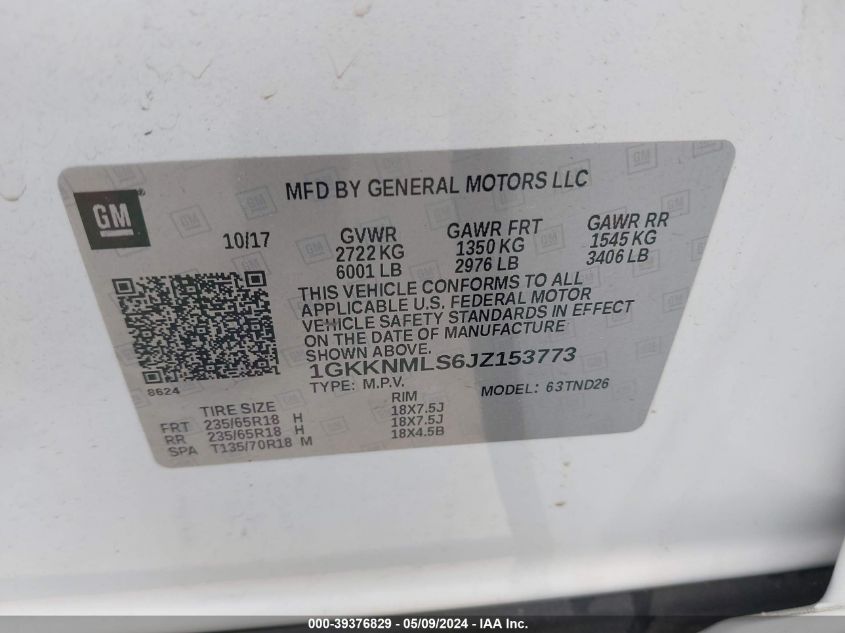 MFD BY GENERAL MOTORS LLC
GM
10/17
GVWR GAWR FRT GAWR RR
2722 KG 1350 KG 1545 KG
6001 LB 2976 LB 3406 LB
THIS VEHICLE CONFORMS TO ALL
APPLICABLE U.S. FEDERAL MOTOR
VEHICLE SAFETY STANDARDS IN EFFECT
ON THE DATE OF MANUFACTURE
SHOWN ABOVE.
1GKKNMLS6JZ153773
8624
TYPE: M.P.V. MODEL: 63TND26
TIRE SIZE RIM
FRT 235/65R18 H 18X7.5J
RR 235/65R18 H 18X7.5J
SPA T135/70R18 M 18X4.5B
000-39376829 - 05/09/2024 - IAA Inc.